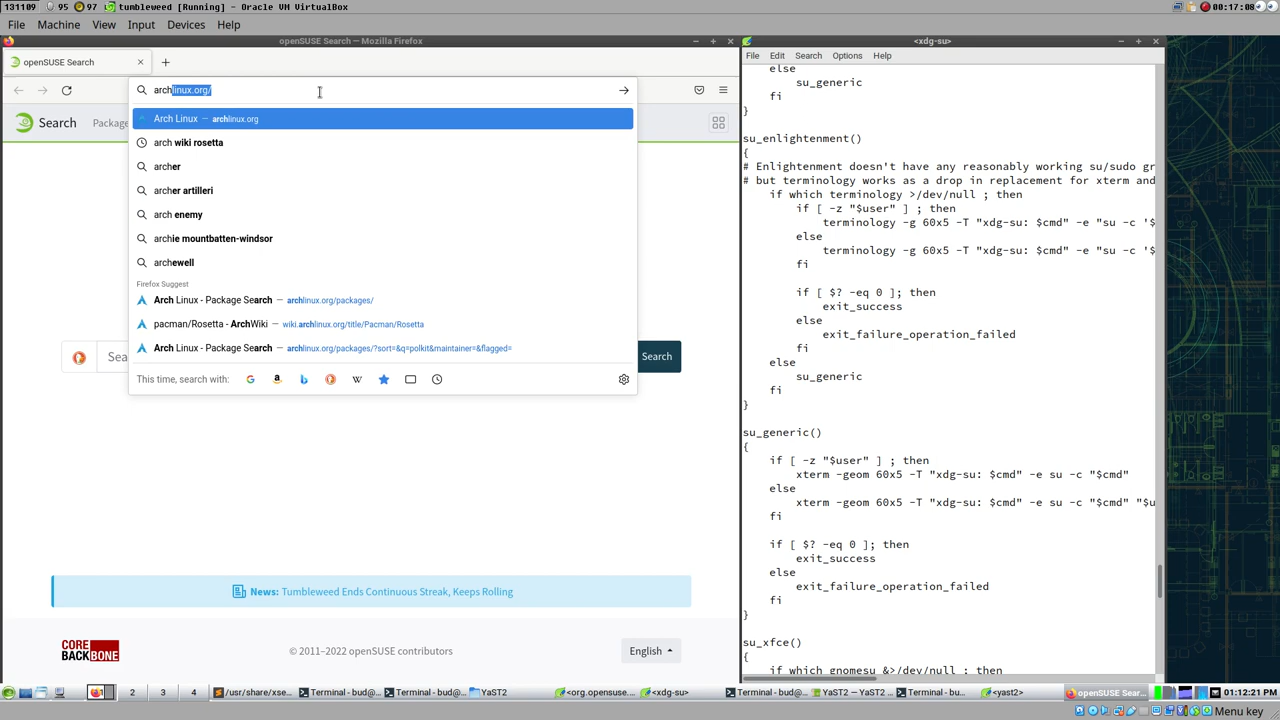 131109 95 97 tumbleweed [Running] - Oracle VM VirtualBox 00:17:08
File Machine View Input Devices Help
openSUSE Search — Mozilla Firefox
openSUSE Search
archlinux.org/
Search Package
Arch Linux — archlinux.org
arch wiki rosetta
archer
archer artilleri
arch enemy
archie mountbatten-windsor
archewell
Firefox Suggest
Arch Linux - Package Search — archlinux.org/packages/
pacman/Rosetta - ArchWiki — wiki.archlinux.org/title/Pacman/Rosetta
Arch Linux - Package Search — archlinux.org/packages/?sort=&q=polkit&maintainer=&flagged=
Sea Search
This time, search with:
News: Tumbleweed Ends Continuous Streak, Keeps Rolling
CORE
BACKBONE
© 2011–2022 openSUSE contributors
English
<xdg-su>
File Edit Search Options Help
else
su_generic
fi
}
su_enlightenment()
{
# Enlightenment doesn't have any reasonably working su/sudo gr
# but terminology works as a drop in replacement for xterm and
if which terminology >/dev/null ; then
if [ -z "$user" ] ; then
terminology -g 60x5 -T "xdg-su: $cmd" -e "su -c '$
else
terminology -g 60x5 -T "xdg-su: $cmd" -e "su -c '$
fi
if [ $? -eq 0 ]; then
exit_success
else
exit_failure_operation_failed
fi
else
su_generic
fi
}
su_generic()
{
if [ -z "$user" ] ; then
xterm -geom 60x5 -T "xdg-su: $cmd" -e su -c "$cmd"
else
xterm -geom 60x5 -T "xdg-su: $cmd" -e su -c "$cmd" "$u
fi
if [ $? -eq 0 ]; then
exit_success
else
exit_failure_operation_failed
fi
}
su_xfce()
{
if which gnomesu &>/dev/null ; then
2 3 4 /usr/share/xse... Terminal - bud@... Terminal - bud@... YaST2 <org.opensuse.... <xdg-su> Terminal - bud@... YaST2 — YaST2 ... Terminal - bu... <yast2> openSUSE Sear... 01:12:21 PM
Menu key